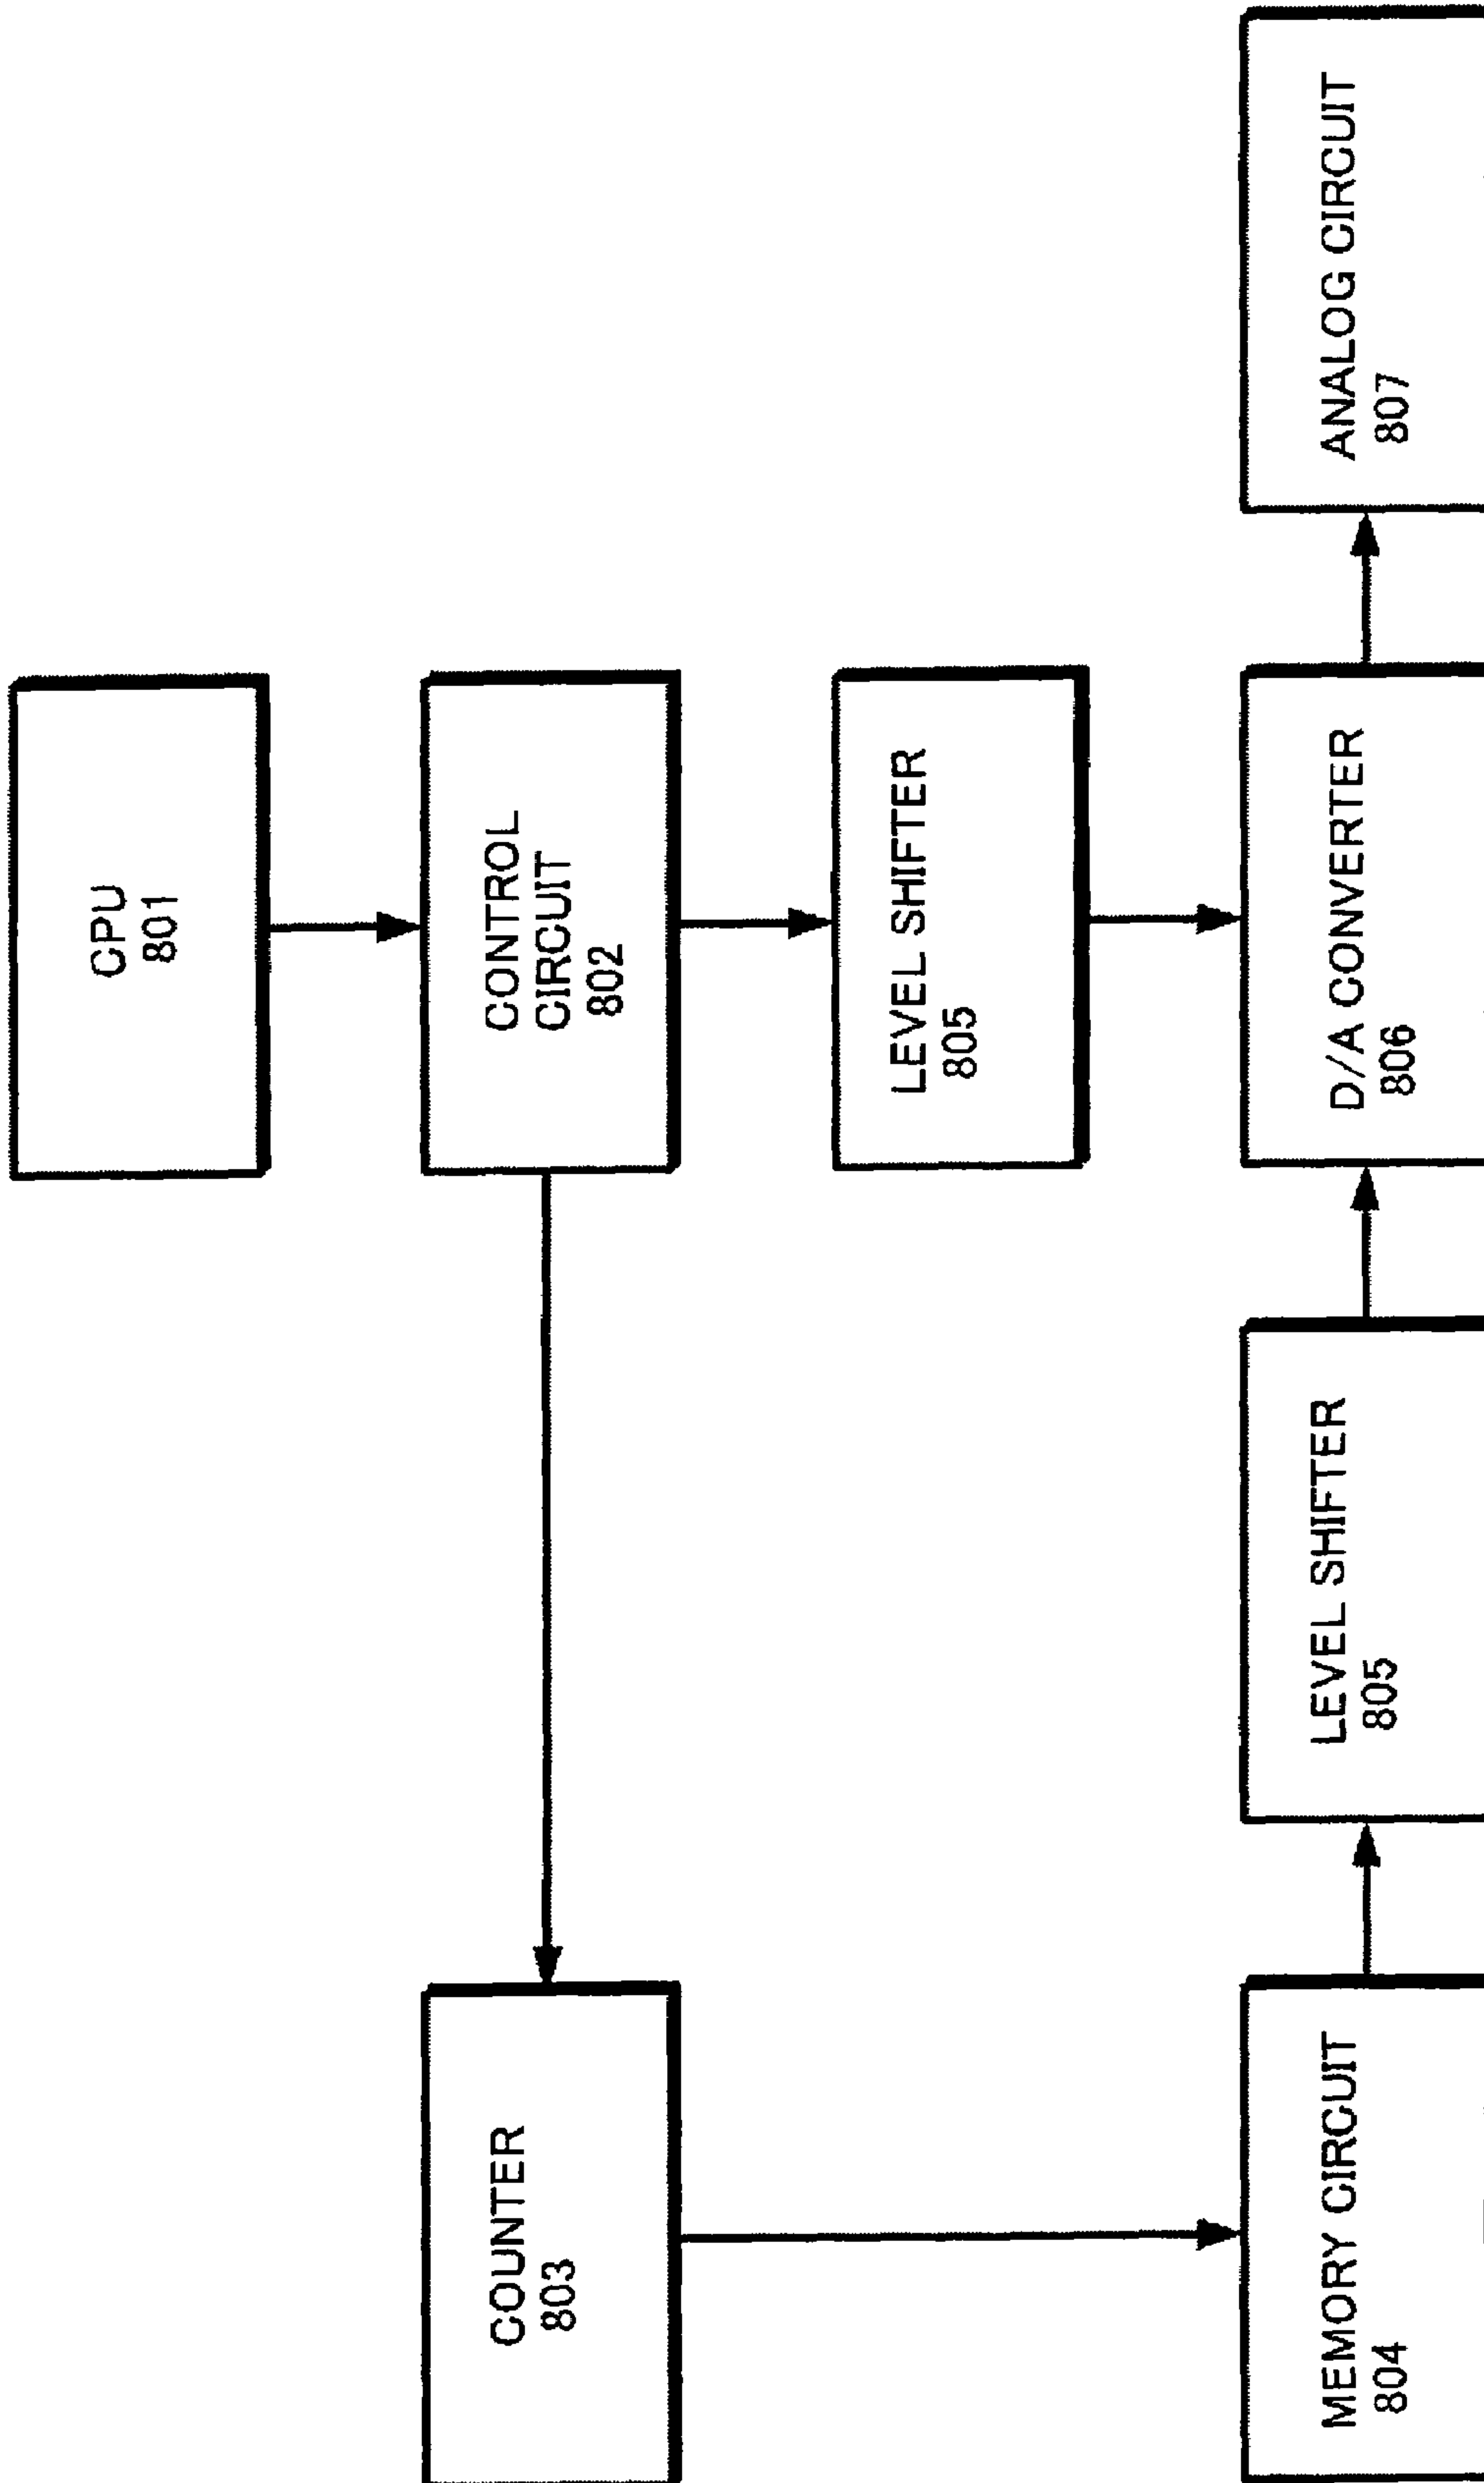 CPU
801
CONTROL
CIRCUIT
802
COUNTER
803
LEVEL SHIFTER
805
MEMORY CIRCUIT
804
LEVEL SHIFTER
805
D/A CONVERTER
806
ANALOG CIRCUIT
807